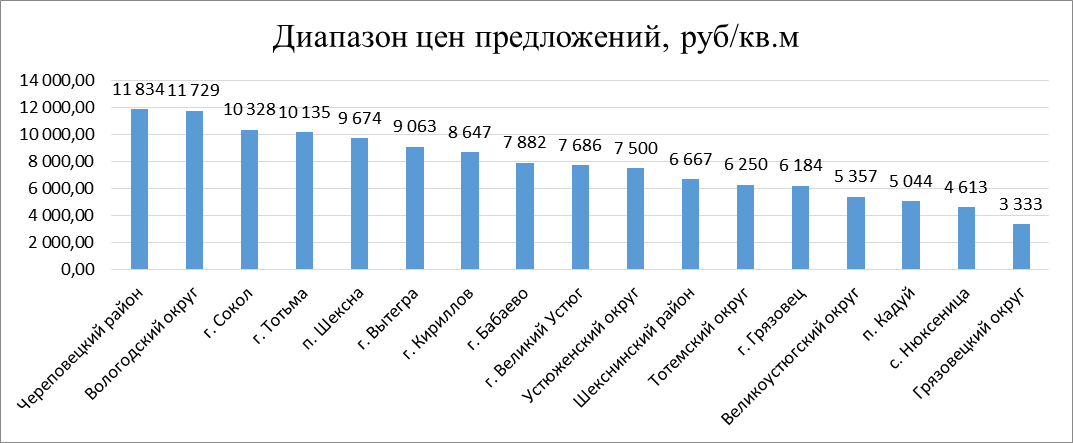 Диапазон цен предложений, руб/кв.м
14 000,00
12 000,00
10 000,00
8 000,00
6 000,00
4 000,00
2 000,00
0,00
11 834
11 729
10 328
10 135
9 674
9 063
8 647
7 882
7 686
7 500
6 667
6 250
6 184
5 357
5 044
4 613
3 333
Череповецкий район
Вологодский округ
г. Сокол
г. Тотьма
п. Шексна
г. Вытегра
г. Кириллов
г. Бабаево
г. Великий Устюг
Устюженский округ
Шекснинский район
Тотемский округ
г. Грязовец
Великоустюгский округ
п. Кадуй
с. Нюксеница
Грязовецкий округ